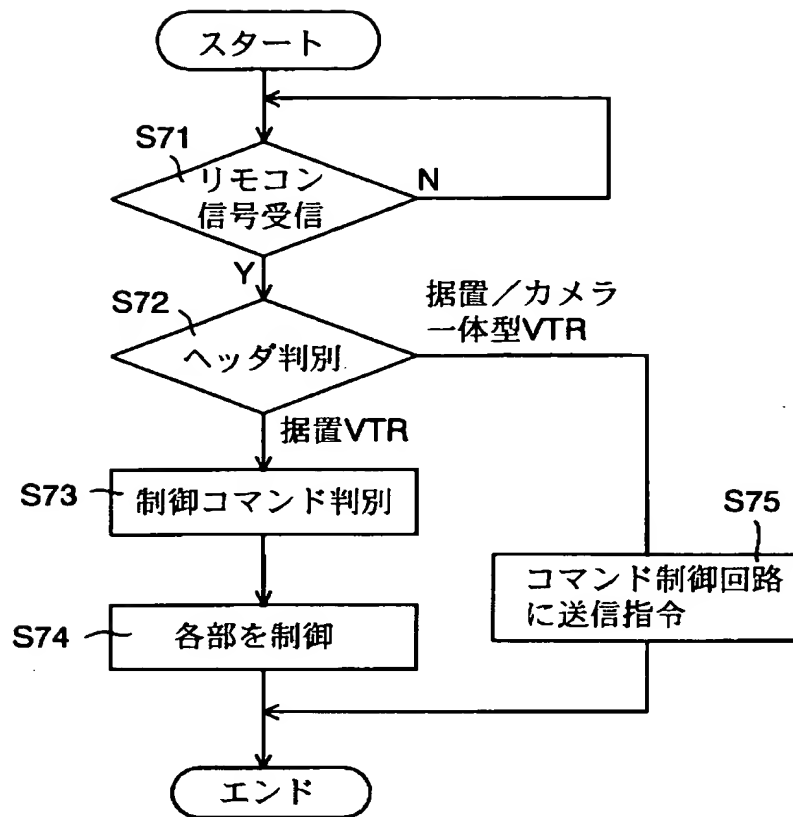 スタート
S71
リモコン
信号受信
N
Y
S72
ヘッダ判別
据置／カメラ
一体型VTR
据置VTR
S73
制御コマンド判別
S75
コマンド制御回路
に送信指令
S74
各部を制御
エンド